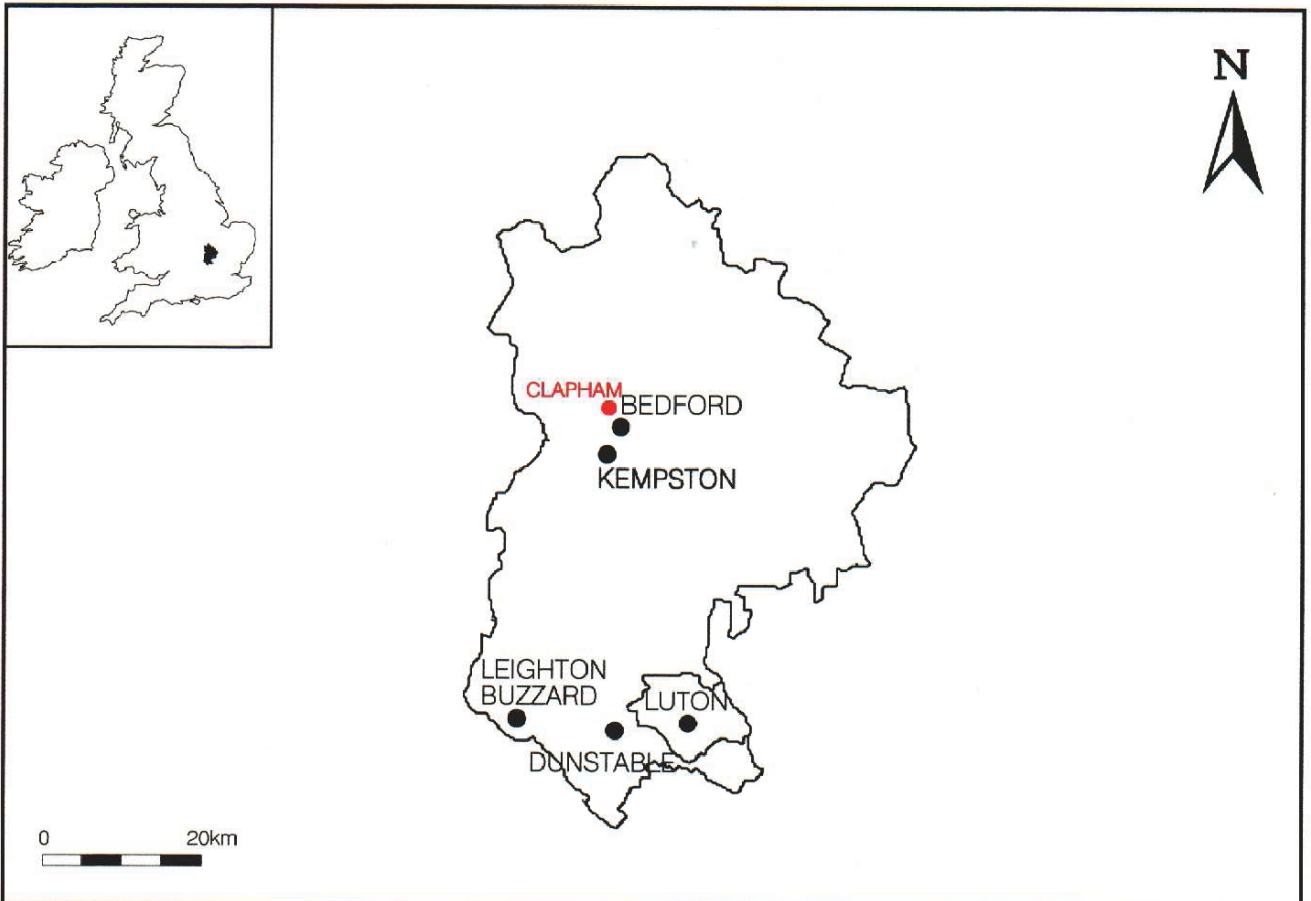 N
CLAPHAM
BEDFORD
KEMPSTON
LEIGHTON
BUZZARD
LUTON
DUNSTABLE
0 20km